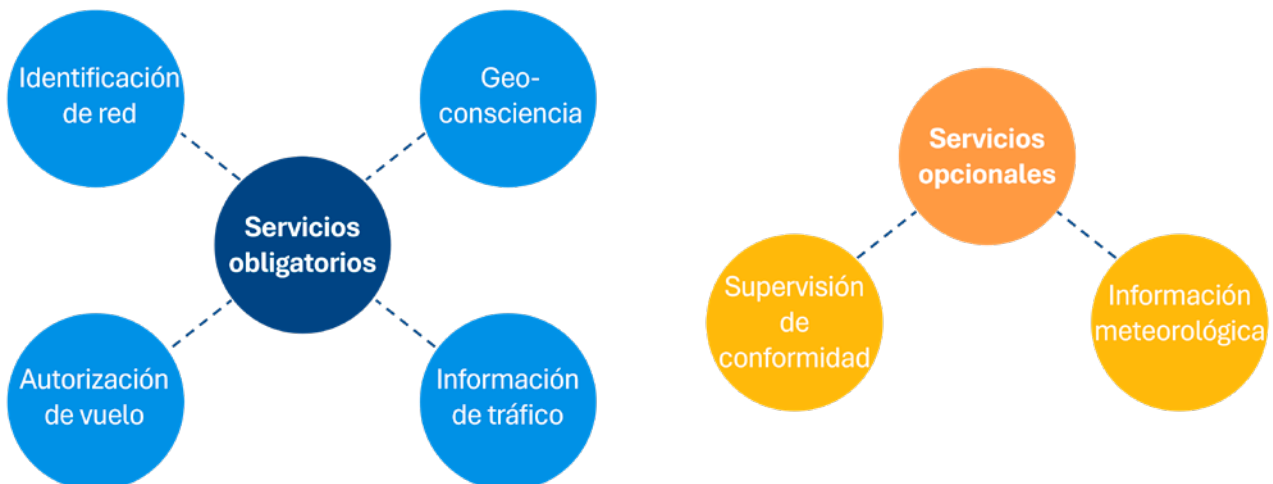 Identificación
de red
Geo-
consciencia
Servicios
obligatorios
Autorización
de vuelo
Información
de tráfico
Servicios
opcionales
Supervisión
de
conformidad
Información
meteorológica